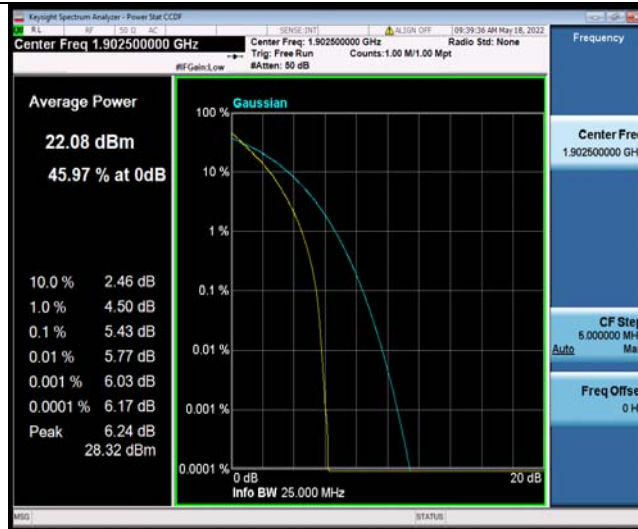 Keysight Spectrum Analyzer - Power Stat CCDF
RL RF 50 Ω AC SENSE:INT ALIGN OFF 09:39:36 AM May 18, 2022
Center Freq 1.902500000 GHz
Center Freq: 1.902500000 GHz Radio Std: None
Trig: Free Run Counts:1.00 M/1.00 Mpt
#IFGain:Low #Atten: 50 dB
Frequency
Average Power
22.08 dBm
45.97 % at 0dB
10.0 % 2.46 dB
1.0 % 4.50 dB
0.1 % 5.43 dB
0.01 % 5.77 dB
0.001 % 6.03 dB
0.0001 % 6.17 dB
Peak 6.24 dB
28.32 dBm
Gaussian
100 %
10 %
1 %
0.1 %
0.01 %
0.001 %
0.0001 %
0 dB 20 dB
Info BW 25.000 MHz
Center Fre
1.902500000 GH
CF Step
5.000000 MH
Auto Ma
Freq Offse
0 H
MSG STATUS